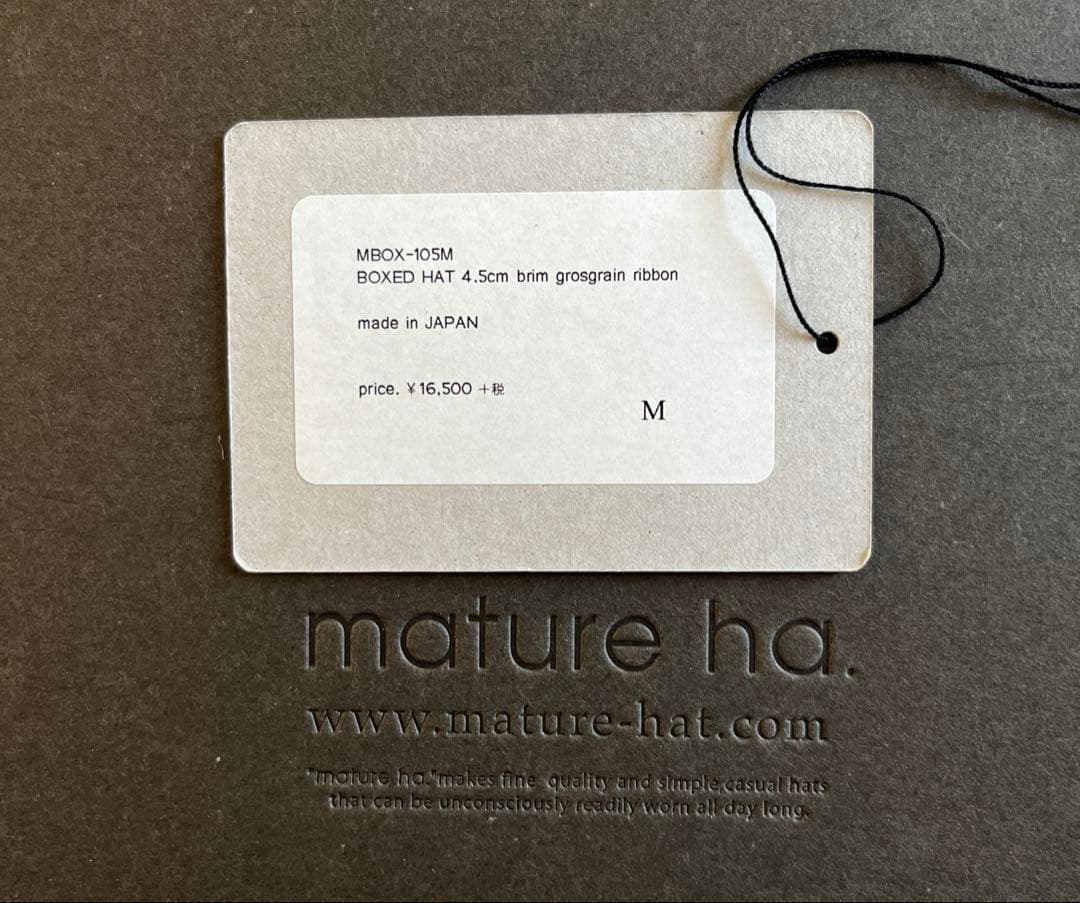 MBOX-105M
BOXED HAT 4.5cm brim grosgrain ribbon
made in JAPAN
price. ¥16,500 +税
M
mature ha.
www.mature-hat.com
"mature ha."makes fine quality and simple,casual hats
that can be unconsciously readily worn all day long.